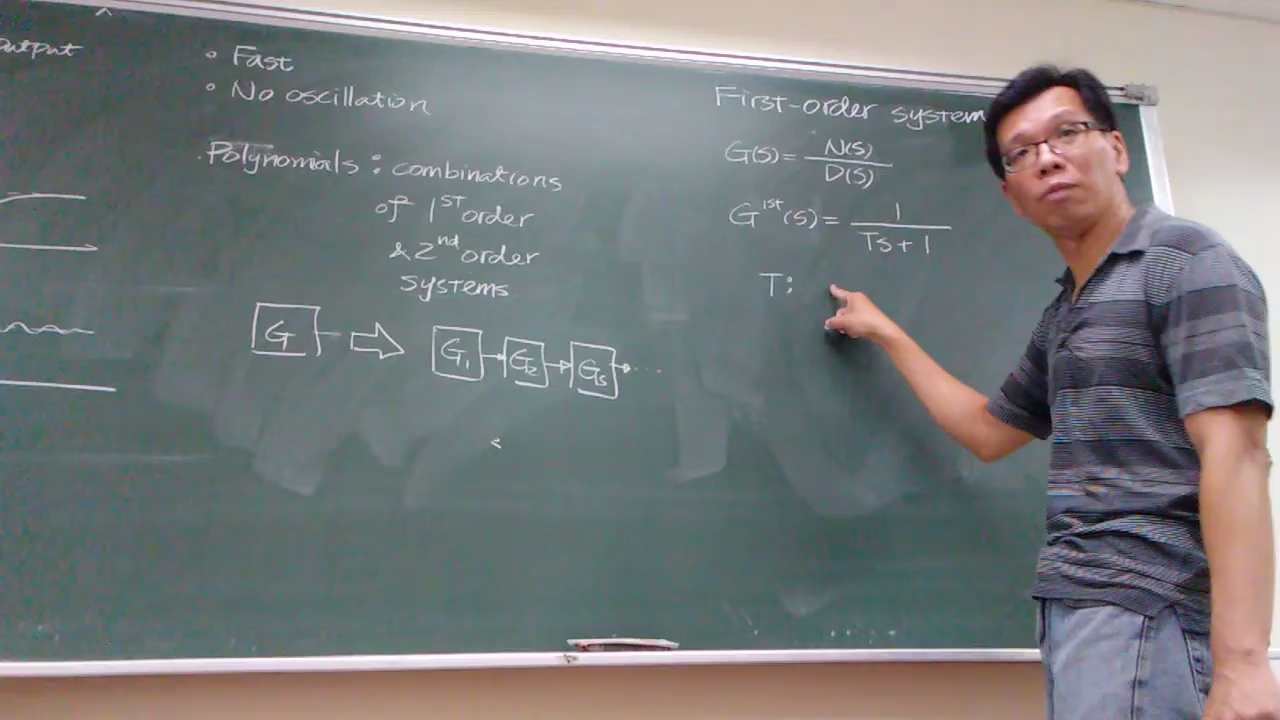 output
• Fast
• No oscillation
Polynomials : combinations
of 1ST order
& 2nd order
systems
G
G1
G2
G3
...
First-order system
G(s) = N(s) / D(s)
G1st(s) = 1 / Ts + 1
T: